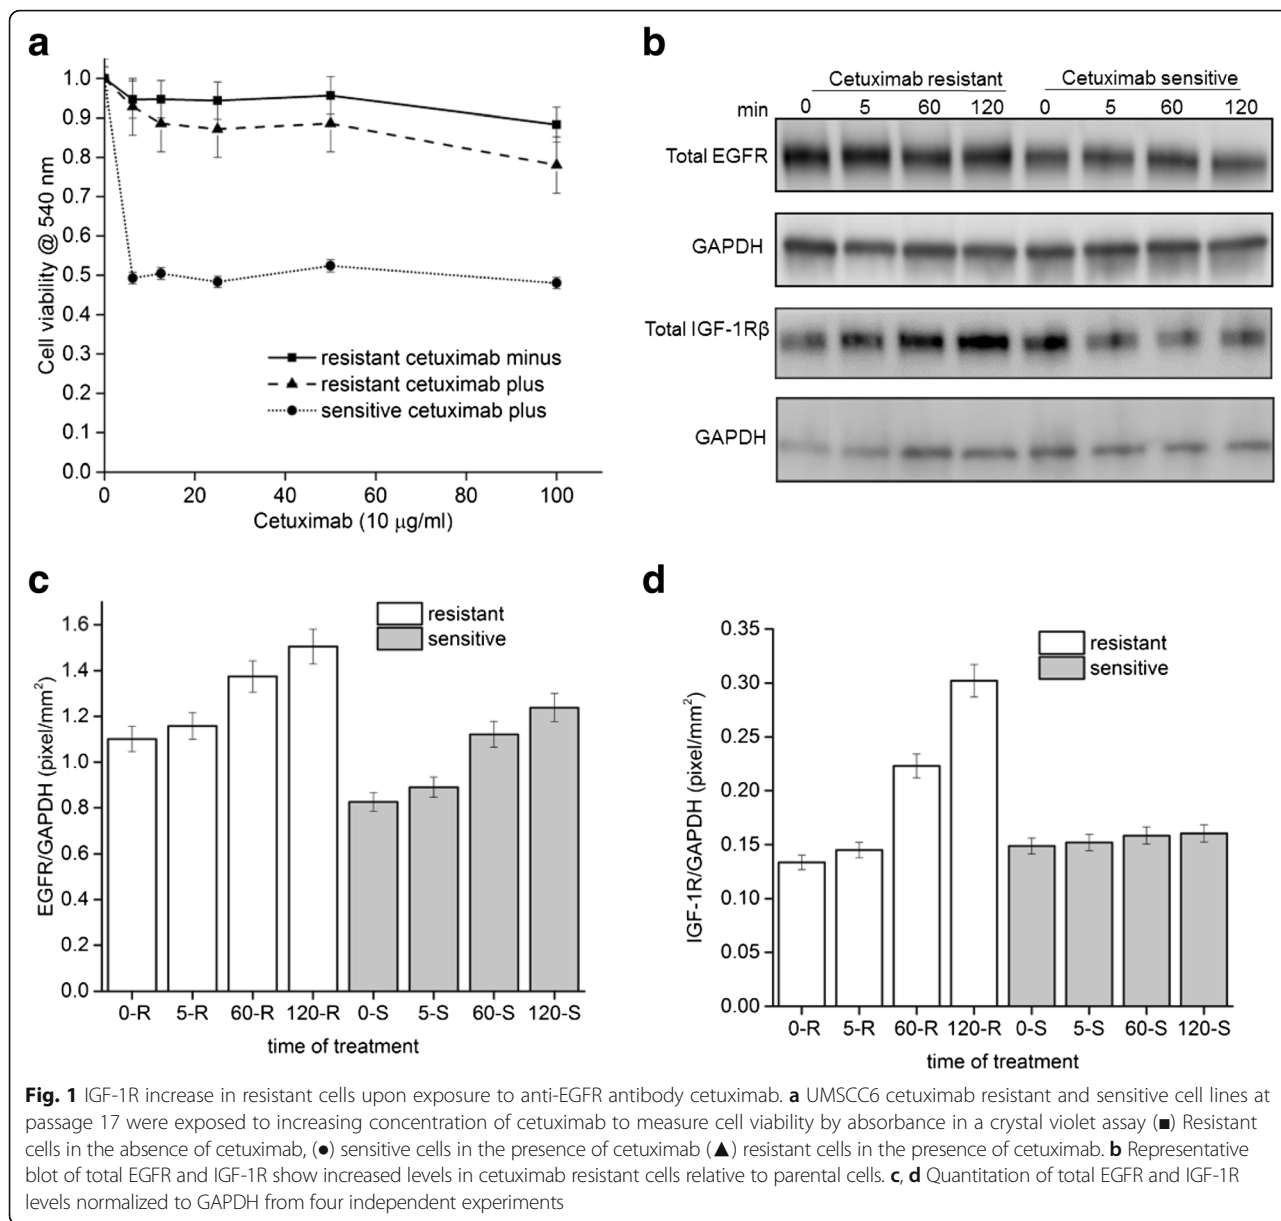 a
1.0
0.9
0.8
0.7
0.6
0.5
0.4
0.3
0.2
0.1
0.0
Cell viability @ 540 nm
resistant cetuximab minus
resistant cetuximab plus
sensitive cetuximab plus
0 20 40 60 80 100
Cetuximab (10 µg/ml)
b
Cetuximab resistant Cetuximab sensitive
min 0 5 60 120 0 5 60 120
Total EGFR
GAPDH
Total IGF-1Rβ
GAPDH
c
resistant
sensitive
1.6
1.4
1.2
1.0
0.8
0.6
0.4
0.2
0.0
EGFR/GAPDH (pixel/mm²)
0-R 5-R 60-R 120-R 0-S 5-S 60-S 120-S
time of treatment
d
resistant
sensitive
0.35
0.30
0.25
0.20
0.15
0.10
0.05
0.00
IGF-1R/GAPDH (pixel/mm²)
0-R 5-R 60-R 120-R 0-S 5-S 60-S 120-S
time of treatment
Fig. 1 IGF-1R increase in resistant cells upon exposure to anti-EGFR antibody cetuximab. a UMSCC6 cetuximab resistant and sensitive cell lines at
passage 17 were exposed to increasing concentration of cetuximab to measure cell viability by absorbance in a crystal violet assay (■) Resistant
cells in the absence of cetuximab, (●) sensitive cells in the presence of cetuximab (▲) resistant cells in the presence of cetuximab. b Representative
blot of total EGFR and IGF-1R show increased levels in cetuximab resistant cells relative to parental cells. c, d Quantitation of total EGFR and IGF-1R
levels normalized to GAPDH from four independent experiments